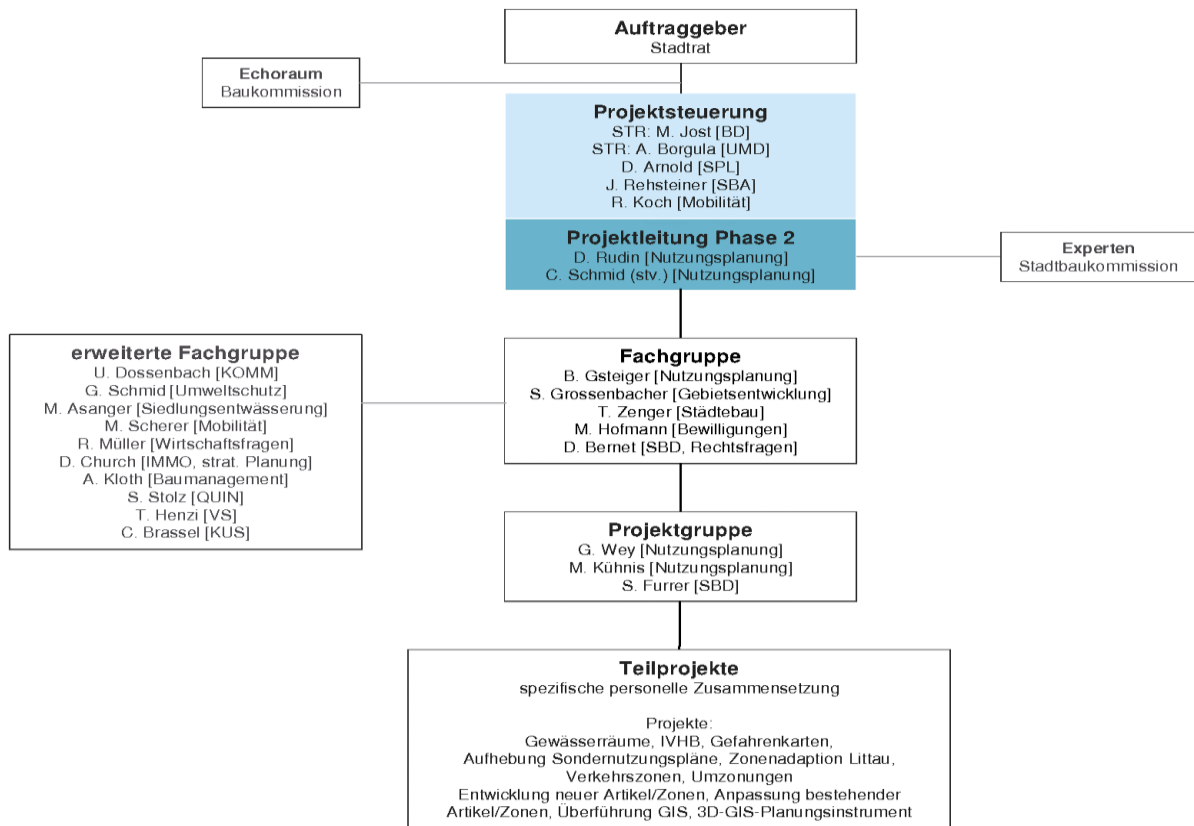 Auftraggeber
Stadtrat
Echoraum
Baukommission
Projektsteuerung
STR: M. Jost [BD]
STR: A. Borgula [UMD]
D. Arnold [SPL]
J. Rehsteiner [SBA]
R. Koch [Mobilität]
Projektleitung Phase 2
D. Rudin [Nutzungsplanung]
C. Schmid (stv.) [Nutzungsplanung]
Experten
Stadtbaukommission
erweiterte Fachgruppe
U. Dossenbach [KOMM]
G. Schmid [Umweltschutz]
M. Asanger [Siedlungsentwässerung]
M. Scherer [Mobilität]
R. Müller [Wirtschaftsfragen]
D. Church [IMMO, strat. Planung]
A. Kloth [Baumanagement]
S. Stolz [QUIN]
T. Henzi [VS]
C. Brassel [KUS]
Fachgruppe
B. Gsteiger [Nutzungsplanung]
S. Grossenbacher [Gebietsentwicklung]
T. Zenger [Städtebau]
M. Hofmann [Bewilligungen]
D. Bernet [SBD, Rechtsfragen]
Projektgruppe
G. Wey [Nutzungsplanung]
M. Kühnis [Nutzungsplanung]
S. Furrer [SBD]
Teilprojekte
spezifische personelle Zusammensetzung
Projekte:
Gewässerräume, IVHB, Gefahrenkarten,
Aufhebung Sondernutzungspläne, Zonenadaption Littau,
Verkehrszonen, Umzonungen
Entwicklung neuer Artikel/Zonen, Anpassung bestehender
Artikel/Zonen, Überführung GIS, 3D-GIS-Planungsinstrument